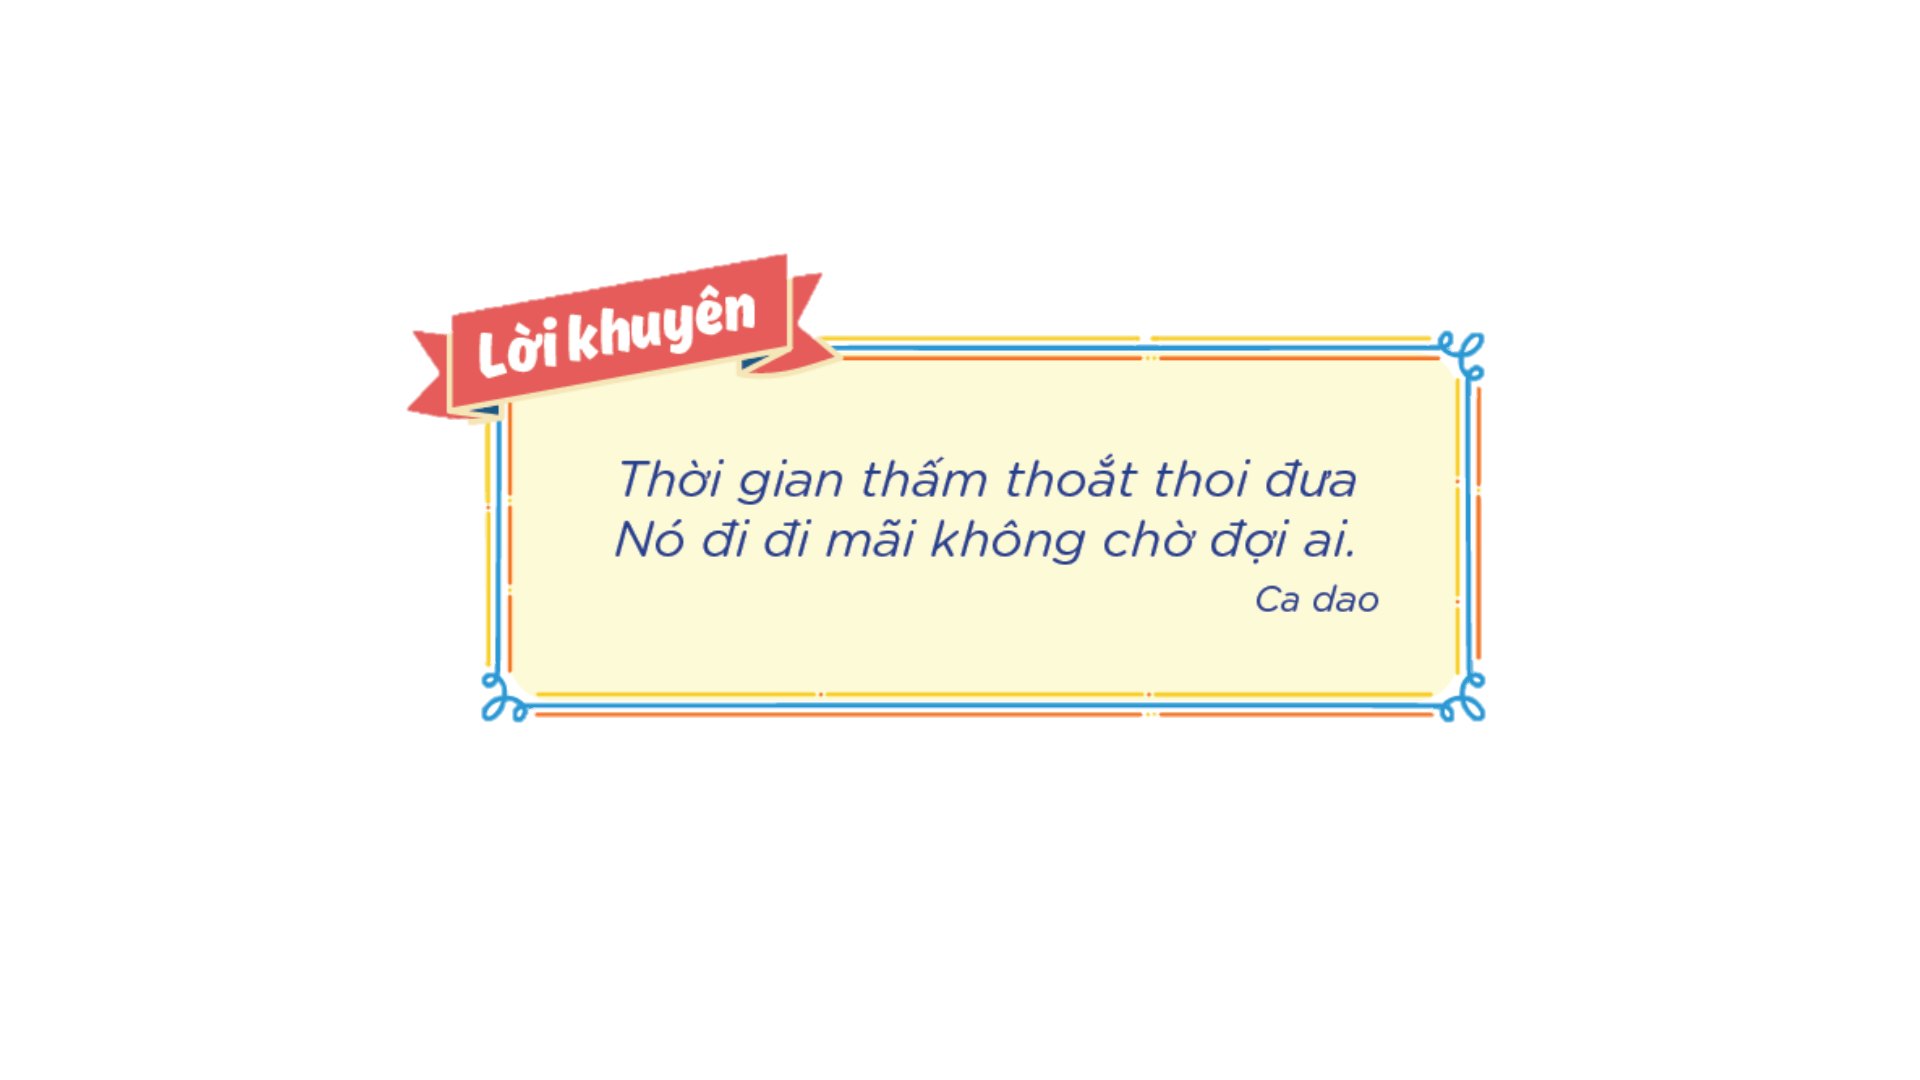 Lời khuyên
Thời gian thấm thoắt thoi đưa
Nó đi đi mãi không chờ đợi ai.
Ca dao